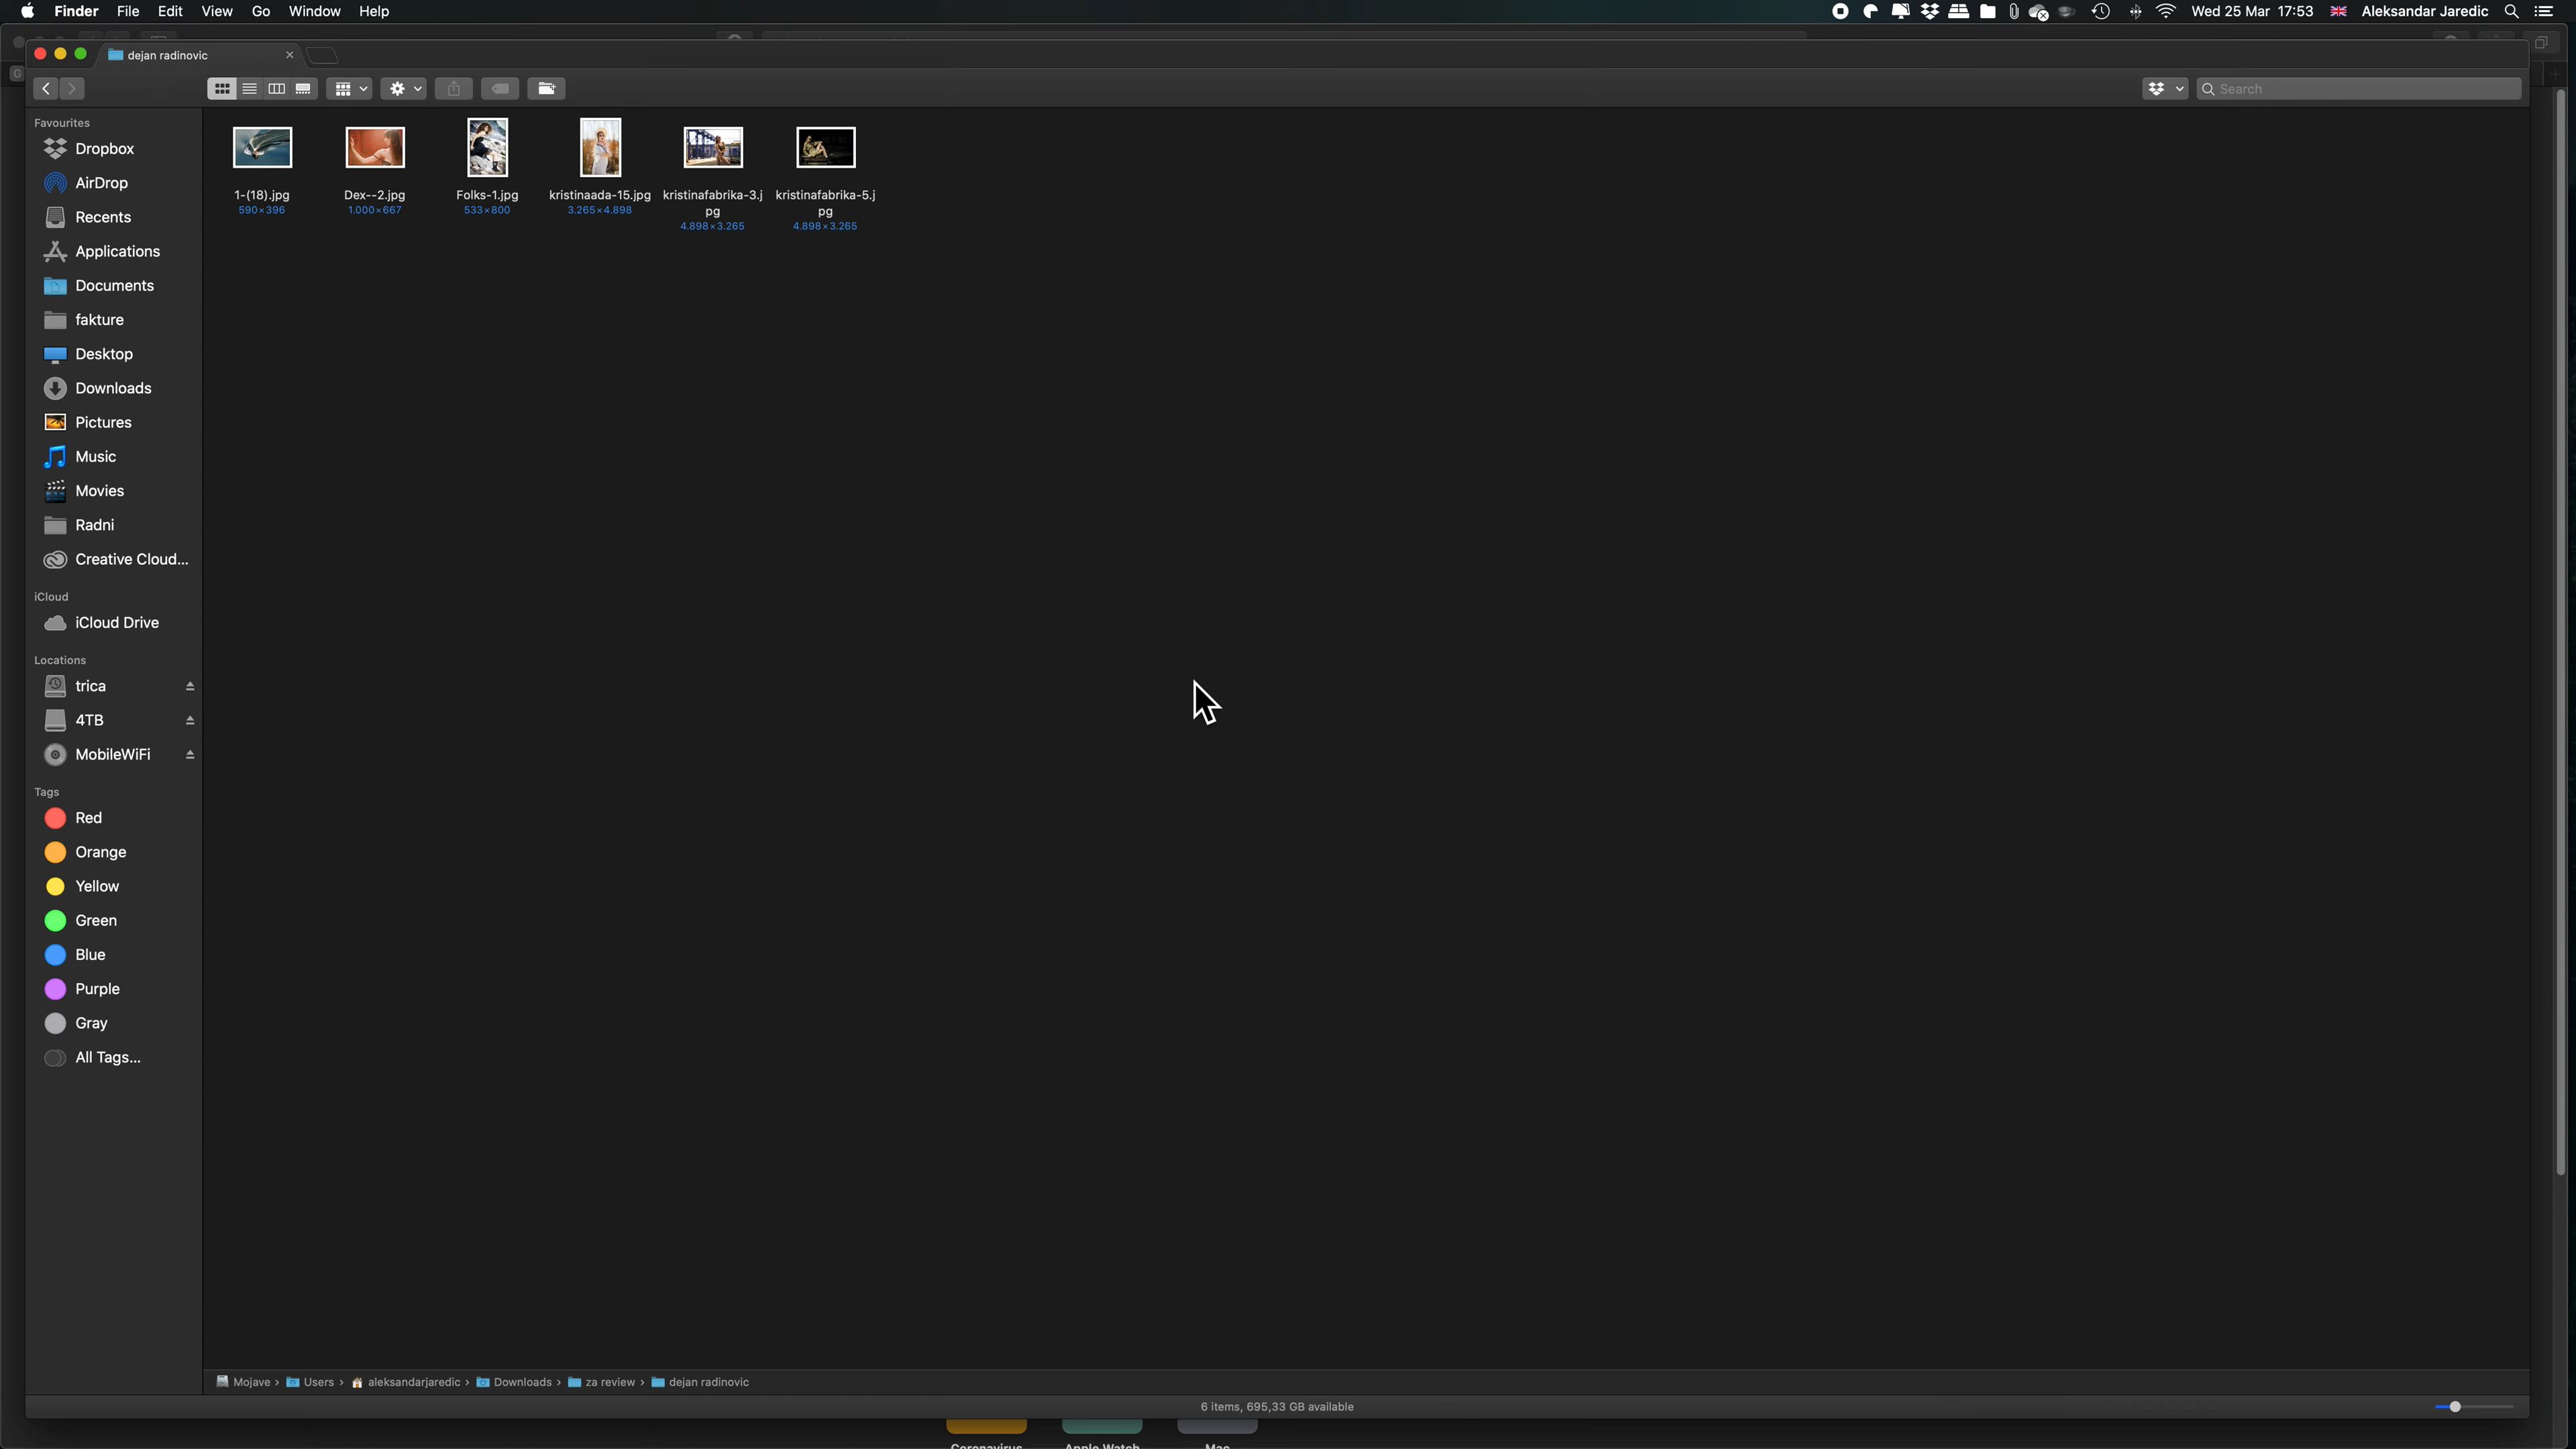 Finder File Edit View Go Window Help
Wed 25 Mar 17:53 Aleksandar Jaredic
dejan radinovic
Search
Favourites
Dropbox
AirDrop
Recents
Applications
Documents
fakture
Desktop
Downloads
Pictures
Music
Movies
Radni
Creative Cloud...
iCloud
iCloud Drive
Locations
trica
4TB
MobileWiFi
Tags
Red
Orange
Yellow
Green
Blue
Purple
Gray
All Tags...
1-(18).jpg
590×396
Dex--2.jpg
1.000×667
Folks-1.jpg
533×800
kristinaada-15.jpg
3.265×4.898
kristinafabrika-3.j
pg
4.898×3.265
kristinafabrika-5.j
pg
4.898×3.265
Mojave › Users › aleksandarjaredic › Downloads › za review › dejan radinovic
6 items, 695,33 GB available
Coronavirus Apple Watch Mac